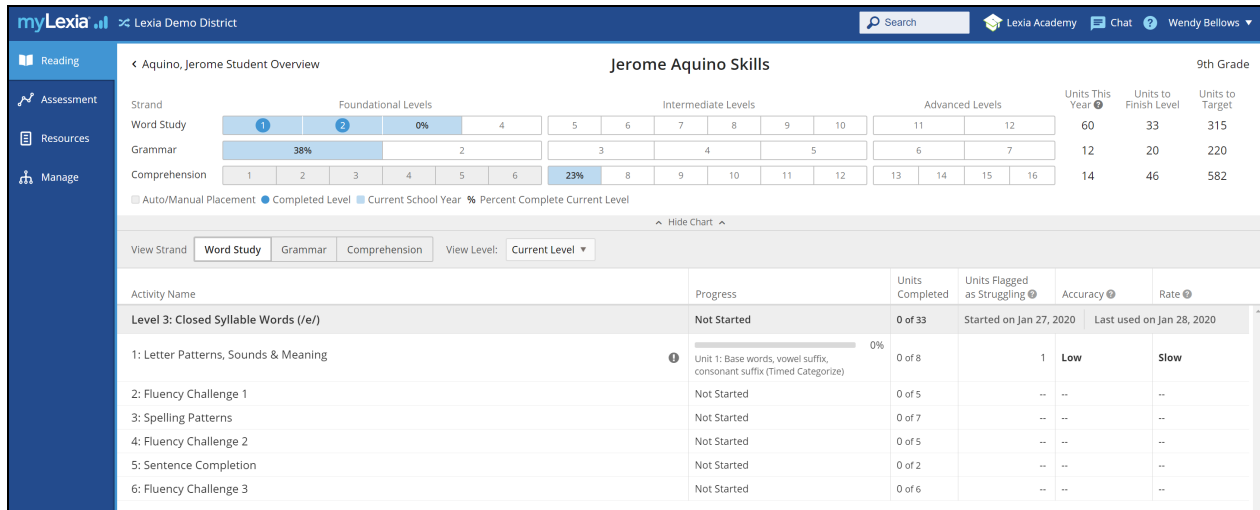 myLexia Lexia Demo District Search Lexia Academy Chat ? Wendy Bellows ▼
Reading
Assessment
Resources
Manage
‹ Aquino, Jerome Student Overview Jerome Aquino Skills 9th Grade
Strand Foundational Levels Intermediate Levels Advanced Levels Units This Year ? Units to Finish Level Units to Target
Word Study 1 2 0% 4 5 6 7 8 9 10 11 12 60 33 315
Grammar 38% 2 3 4 5 6 7 12 20 220
Comprehension 1 2 3 4 5 6 23% 8 9 10 11 12 13 14 15 16 14 46 582
Auto/Manual Placement Completed Level Current School Year % Percent Complete Current Level
Hide Chart
View Strand Word Study Grammar Comprehension View Level: Current Level ▼
Activity Name Progress Units Completed Units Flagged as Struggling ? Accuracy ? Rate ?
Level 3: Closed Syllable Words (/e/) Not Started 0 of 33 Started on Jan 27, 2020 Last used on Jan 28, 2020
1: Letter Patterns, Sounds & Meaning ! 0% Unit 1: Base words, vowel suffix, consonant suffix (Timed Categorize) 0 of 8 1 Low Slow
2: Fluency Challenge 1 Not Started 0 of 5 -- -- --
3: Spelling Patterns Not Started 0 of 7 -- -- --
4: Fluency Challenge 2 Not Started 0 of 5 -- -- --
5: Sentence Completion Not Started 0 of 2 -- -- --
6: Fluency Challenge 3 Not Started 0 of 6 -- -- --